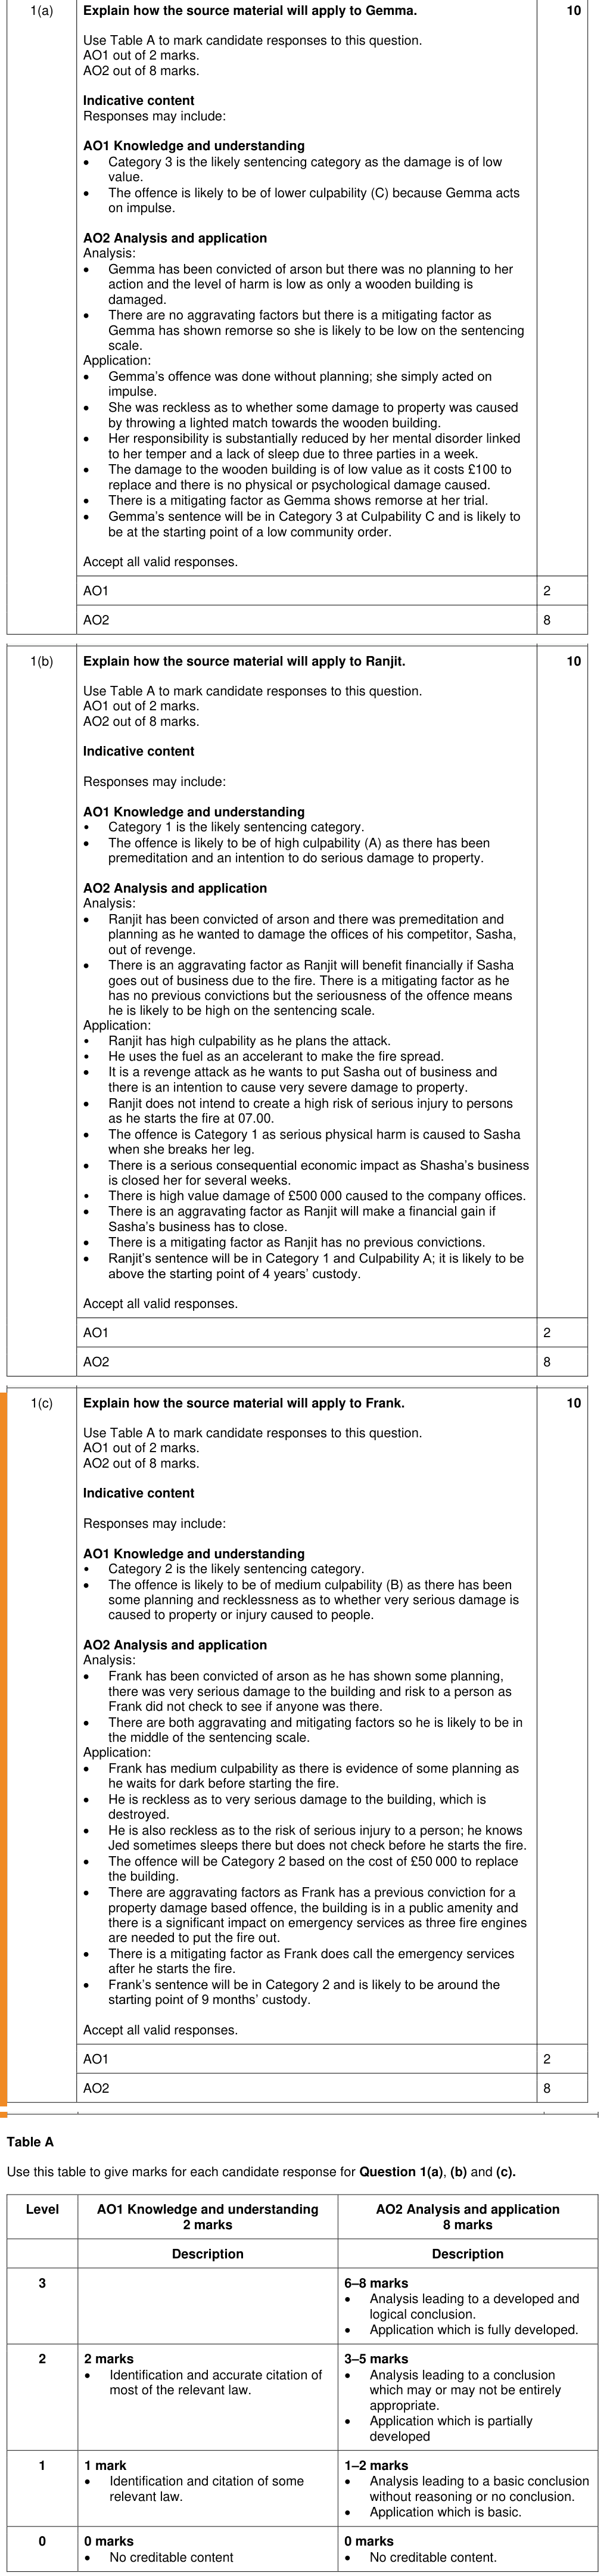 1(a) Explain how the source material will apply to Gemma. 10
Use Table A to mark candidate responses to this question.
AO1 out of 2 marks.
AO2 out of 8 marks.
Indicative content
Responses may include:
AO1 Knowledge and understanding
• Category 3 is the likely sentencing category as the damage is of low
value.
• The offence is likely to be of lower culpability (C) because Gemma acts
on impulse.
AO2 Analysis and application
Analysis:
• Gemma has been convicted of arson but there was no planning to her
action and the level of harm is low as only a wooden building is
damaged.
• There are no aggravating factors but there is a mitigating factor as
Gemma has shown remorse so she is likely to be low on the sentencing
scale.
Application:
• Gemma's offence was done without planning; she simply acted on
impulse.
• She was reckless as to whether some damage to property was caused
by throwing a lighted match towards the wooden building.
• Her responsibility is substantially reduced by her mental disorder linked
to her temper and a lack of sleep due to three parties in a week.
• The damage to the wooden building is of low value as it costs £100 to
replace and there is no physical or psychological damage caused.
• There is a mitigating factor as Gemma shows remorse at her trial.
• Gemma's sentence will be in Category 3 at Culpability C and is likely to
be at the starting point of a low community order.
Accept all valid responses.
AO1 2
AO2 8
1(b) Explain how the source material will apply to Ranjit. 10
Use Table A to mark candidate responses to this question.
AO1 out of 2 marks.
AO2 out of 8 marks.
Indicative content
Responses may include:
AO1 Knowledge and understanding
• Category 1 is the likely sentencing category.
• The offence is likely to be of high culpability (A) as there has been
premeditation and an intention to do serious damage to property.
AO2 Analysis and application
Analysis:
• Ranjit has been convicted of arson and there was premeditation and
planning as he wanted to damage the offices of his competitor, Sasha,
out of revenge.
• There is an aggravating factor as Ranjit will benefit financially if Sasha
goes out of business due to the fire. There is a mitigating factor as he
has no previous convictions but the seriousness of the offence means
he is likely to be high on the sentencing scale.
Application:
• Ranjit has high culpability as he plans the attack.
• He uses the fuel as an accelerant to make the fire spread.
• It is a revenge attack as he wants to put Sasha out of business and
there is an intention to cause very severe damage to property.
• Ranjit does not intend to create a high risk of serious injury to persons
as he starts the fire at 07.00.
• The offence is Category 1 as serious physical harm is caused to Sasha
when she breaks her leg.
• There is a serious consequential economic impact as Shasha's business
is closed her for several weeks.
• There is high value damage of £500 000 caused to the company offices.
• There is an aggravating factor as Ranjit will make a financial gain if
Sasha's business has to close.
• There is a mitigating factor as Ranjit has no previous convictions.
• Ranjit's sentence will be in Category 1 and Culpability A; it is likely to be
above the starting point of 4 years' custody.
Accept all valid responses.
AO1 2
AO2 8
1(c) Explain how the source material will apply to Frank. 10
Use Table A to mark candidate responses to this question.
AO1 out of 2 marks.
AO2 out of 8 marks.
Indicative content
Responses may include:
AO1 Knowledge and understanding
• Category 2 is the likely sentencing category.
• The offence is likely to be of medium culpability (B) as there has been
some planning and recklessness as to whether very serious damage is
caused to property or injury caused to people.
AO2 Analysis and application
Analysis:
• Frank has been convicted of arson as he has shown some planning,
there was very serious damage to the building and risk to a person as
Frank did not check to see if anyone was there.
• There are both aggravating and mitigating factors so he is likely to be in
the middle of the sentencing scale.
Application:
• Frank has medium culpability as there is evidence of some planning as
he waits for dark before starting the fire.
• He is reckless as to very serious damage to the building, which is
destroyed.
• He is also reckless as to the risk of serious injury to a person; he knows
Jed sometimes sleeps there but does not check before he starts the fire.
• The offence will be Category 2 based on the cost of £50 000 to replace
the building.
• There are aggravating factors as Frank has a previous conviction for a
property damage based offence, the building is in a public amenity and
there is a significant impact on emergency services as three fire engines
are needed to put the fire out.
• There is a mitigating factor as Frank does call the emergency services
after he starts the fire.
• Frank's sentence will be in Category 2 and is likely to be around the
starting point of 9 months' custody.
Accept all valid responses.
AO1 2
AO2 8
Table A
Use this table to give marks for each candidate response for Question 1(a), (b) and (c).
Level AO1 Knowledge and understanding AO2 Analysis and application
2 marks 8 marks
Description Description
3 6–8 marks
• Analysis leading to a developed and
logical conclusion.
• Application which is fully developed.
2 2 marks 3–5 marks
• Identification and accurate citation of • Analysis leading to a conclusion
most of the relevant law. which may or may not be entirely
appropriate.
• Application which is partially
developed
1 1 mark 1–2 marks
• Identification and citation of some • Analysis leading to a basic conclusion
relevant law. without reasoning or no conclusion.
• Application which is basic.
0 0 marks 0 marks
• No creditable content • No creditable content.